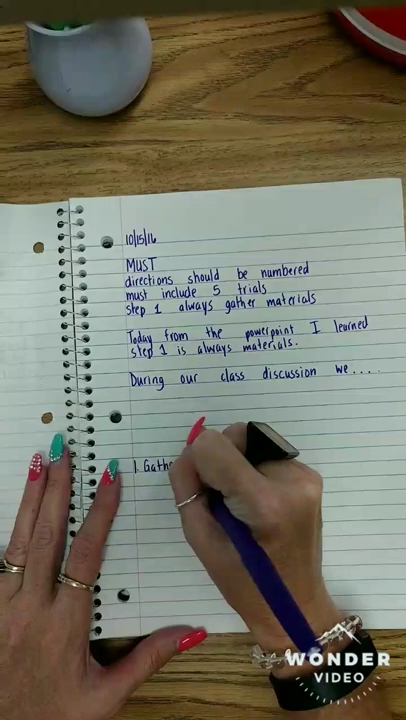 10/15/16
MUST
directions should be numbered
must include 5 trials
step 1 always gather materials
Today from the powerpoint I learned
step 1 is always materials.
During our class discussion we....
1. Gathe
WONDER
VIDEO